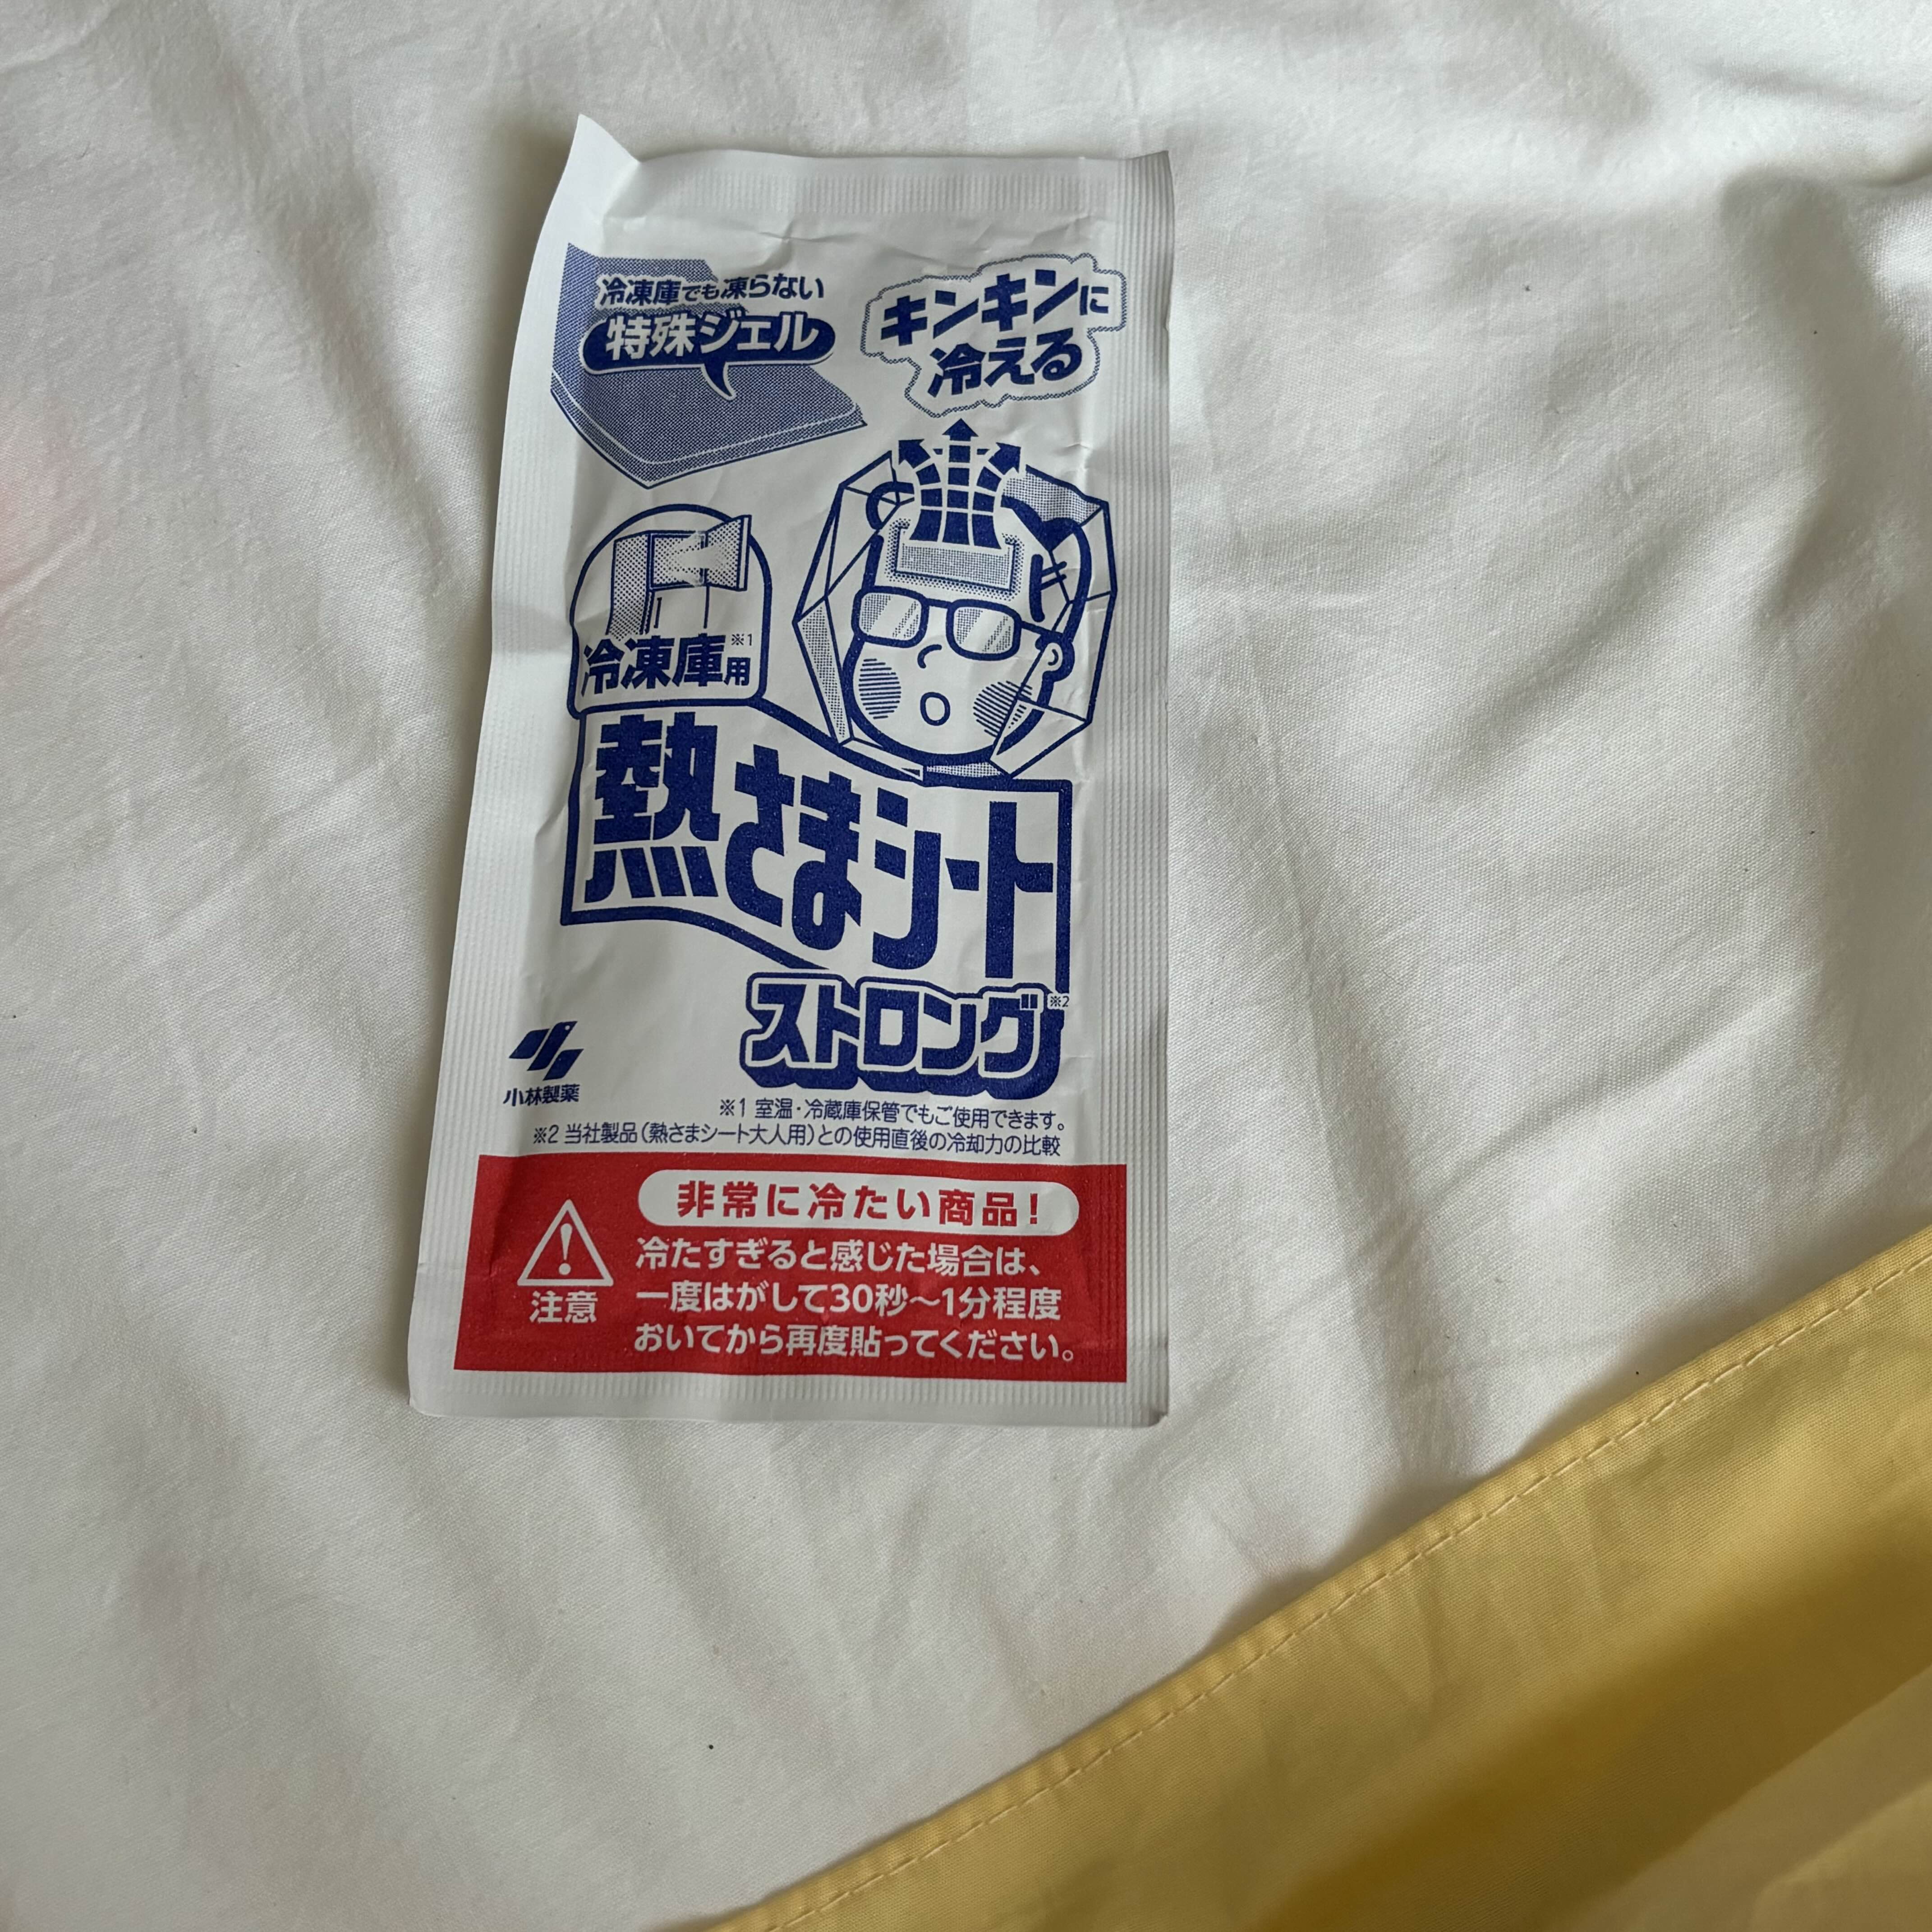 冷凍庫でも凍らない
特殊ジェル
キンキンに
冷える
冷凍庫用※1
熱さまシート
ストロング※2
小林製薬
※1 室温・冷蔵庫保管でもご使用できます。
※2 当社製品（熱さまシート大人用）との使用直後の冷却力の比較
非常に冷たい商品！
注意
冷たすぎると感じた場合は、
一度はがして30秒～1分程度
おいてから再度貼ってください。